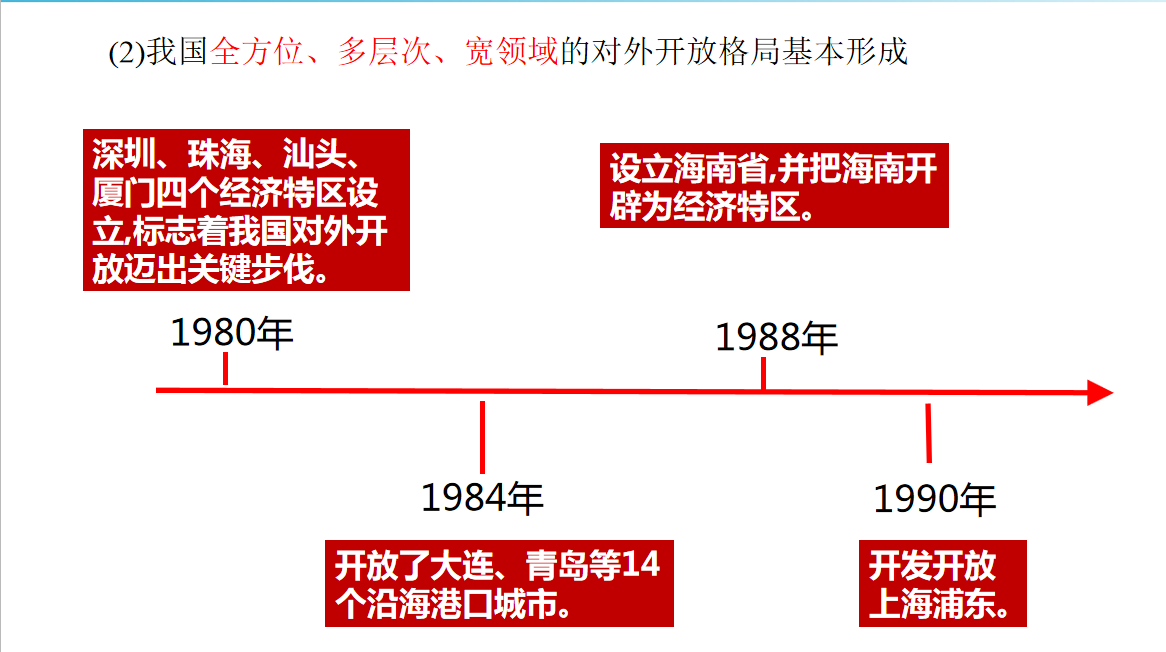 (2)我国全方位、多层次、宽领域的对外开放格局基本形成
深圳、珠海、汕头、
厦门四个经济特区设
立,标志着我国对外开
放迈出关键步伐。
1980年
设立海南省,并把海南开
辟为经济特区。
1988年
1984年
开放了大连、青岛等14
个沿海港口城市。
1990年
开发开放
上海浦东。